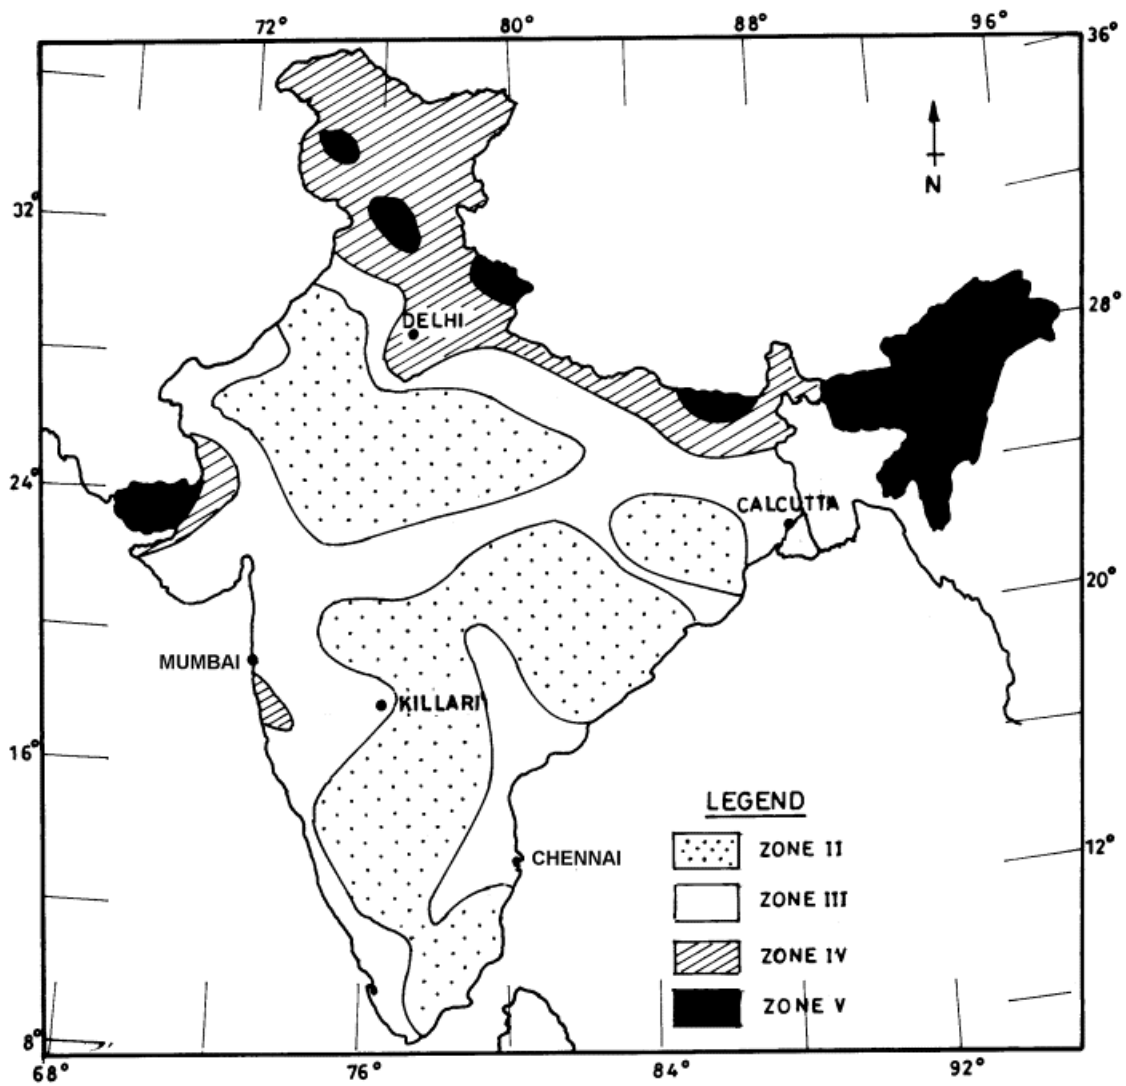 72° 80° 88° 96°
36°
32°
N
DELHI
28°
24°
CALCUTTA
20°
MUMBAI
KILLARI
16°
LEGEND
ZONE II
CHENNAI
12°
ZONE III
ZONE IV
ZONE V
8°
68° 76° 84° 92°